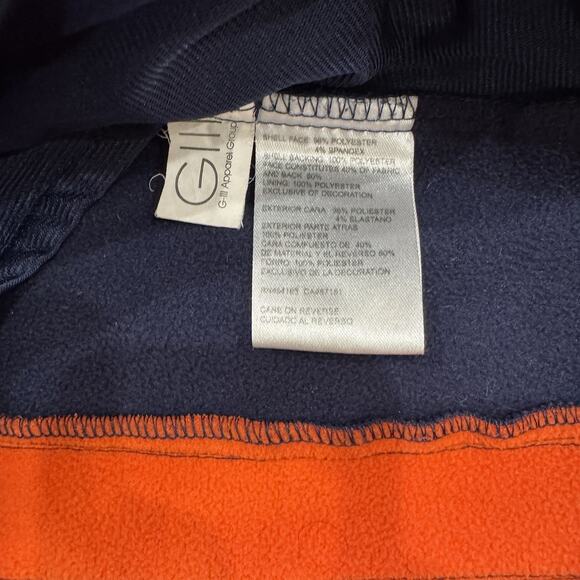 GIII
G-III Apparel Group
SHELL FACE: 96% POLYESTER
4% SPANDEX
SHELL BACKING: 100% POLYESTER
FACE CONSTITUTES 40% OF FABRIC
AND BACK 60%
LINING: 100% POLYESTER
EXCLUSIVE OF DECORATION
EXTERIOR CARA: 96% POLIESTER
4% ELASTANO
EXTERIOR PARTE ATRAS:
100% POLIESTER
CARA COMPUESTO DE 40%
DE MATERIAL Y EL REVERSO 60%
FORRO: 100% POLIESTER
EXCLUSIVO DE LA DECORATION
CARE ON REVERSE
CUIDADO AL REVERSO